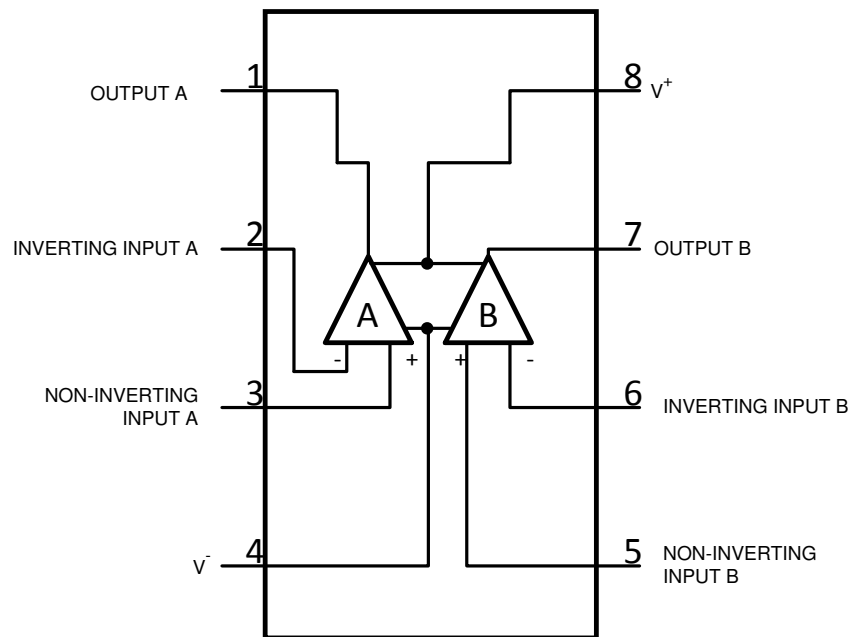 1
OUTPUT A
8
V+
2
INVERTING INPUT A
7
OUTPUT B
A
B
- + + -
3
NON-INVERTING
INPUT A
6
INVERTING INPUT B
4
V-
5
NON-INVERTING
INPUT B